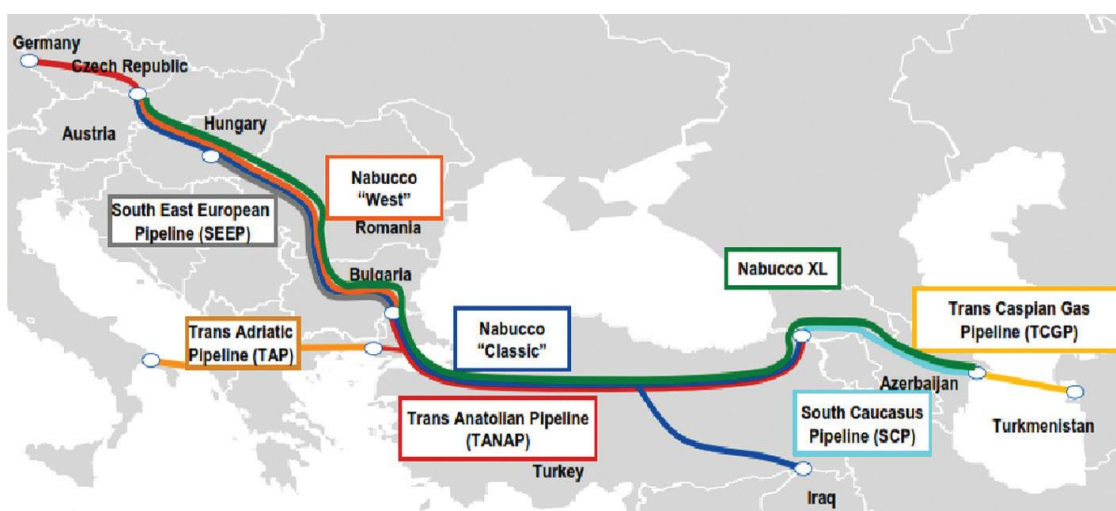 Germany
Czech Republic
Austria
Hungary
Nabucco
“West”
South East European
Pipeline (SEEP)
Romania
Bulgaria
Nabucco XL
Trans Caspian Gas
Pipeline (TCGP)
Trans Adriatic
Pipeline (TAP)
Nabucco
“Classic”
Azerbaijan
Trans Anatolian Pipeline
(TANAP)
South Caucasus
Pipeline (SCP)
Turkmenistan
Turkey
Iraq